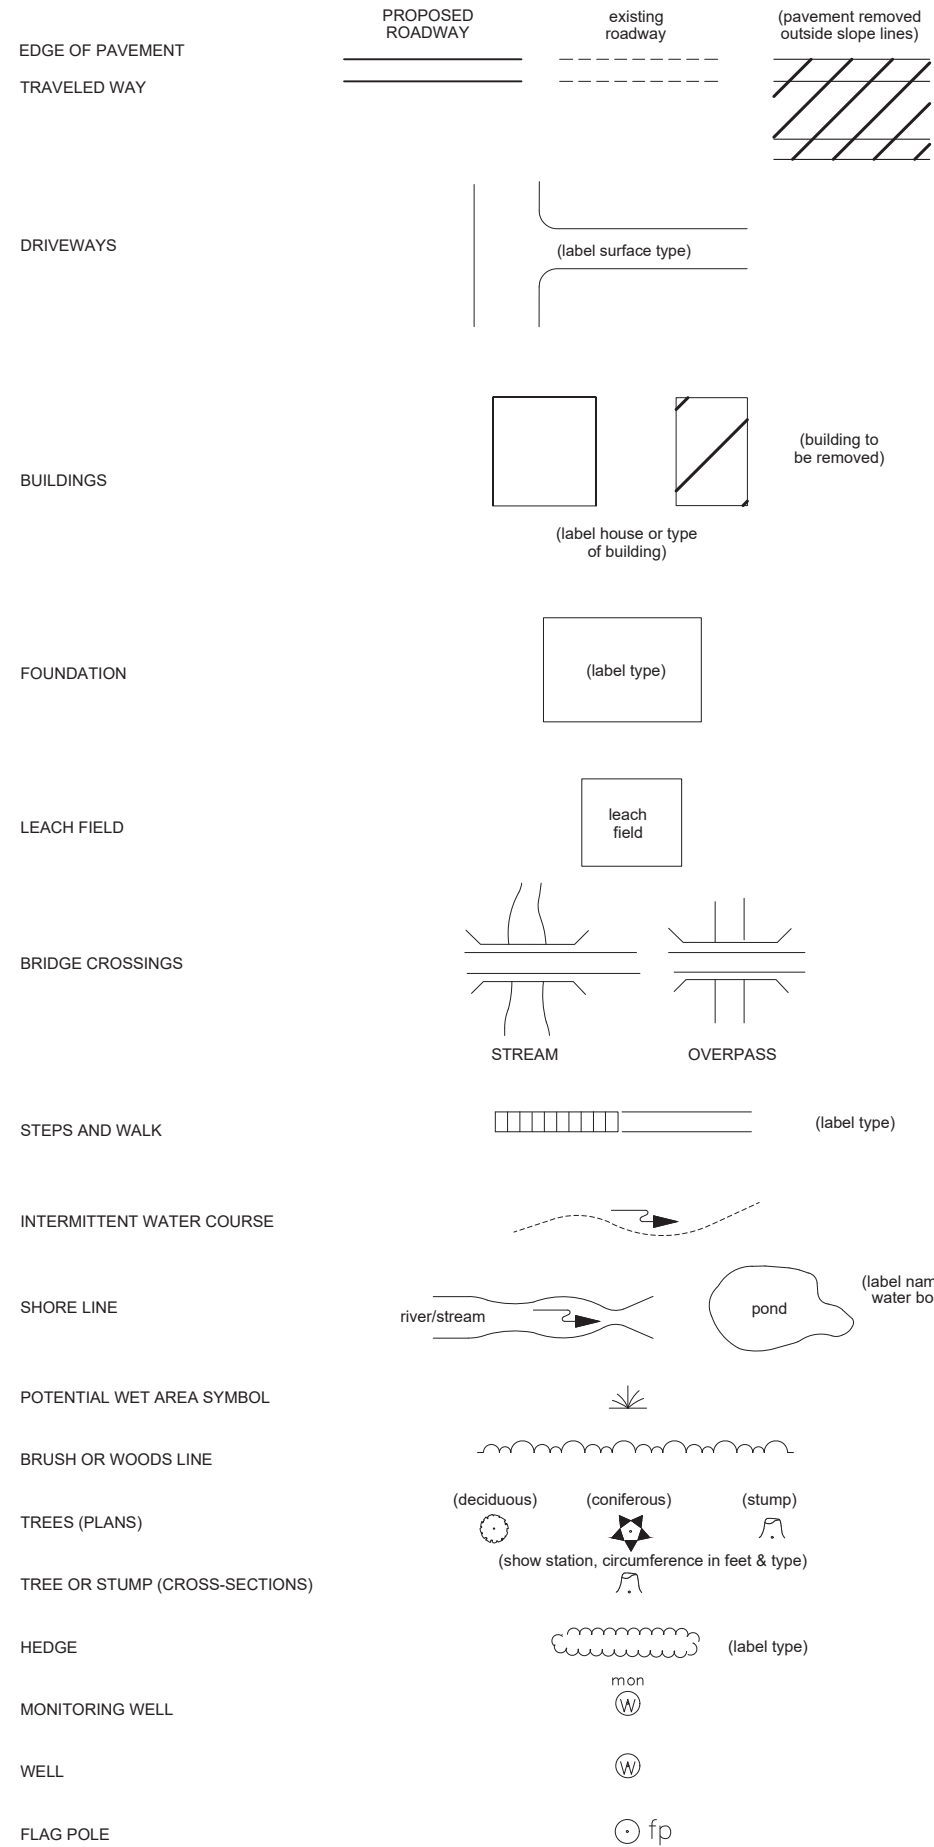 PROPOSED
ROADWAY
existing
roadway
(pavement removed
outside slope lines)
EDGE OF PAVEMENT
TRAVELED WAY
DRIVEWAYS
(label surface type)
BUILDINGS
(building to
be removed)
(label house or type
of building)
FOUNDATION
(label type)
LEACH FIELD
leach
field
BRIDGE CROSSINGS
STREAM
OVERPASS
STEPS AND WALK
(label type)
INTERMITTENT WATER COURSE
SHORE LINE
river/stream
pond
(label nam
water bo
POTENTIAL WET AREA SYMBOL
BRUSH OR WOODS LINE
TREES (PLANS)
(deciduous)
(coniferous)
(stump)
(show station, circumference in feet & type)
TREE OR STUMP (CROSS-SECTIONS)
HEDGE
(label type)
MONITORING WELL
mon
W
WELL
W
FLAG POLE
fp